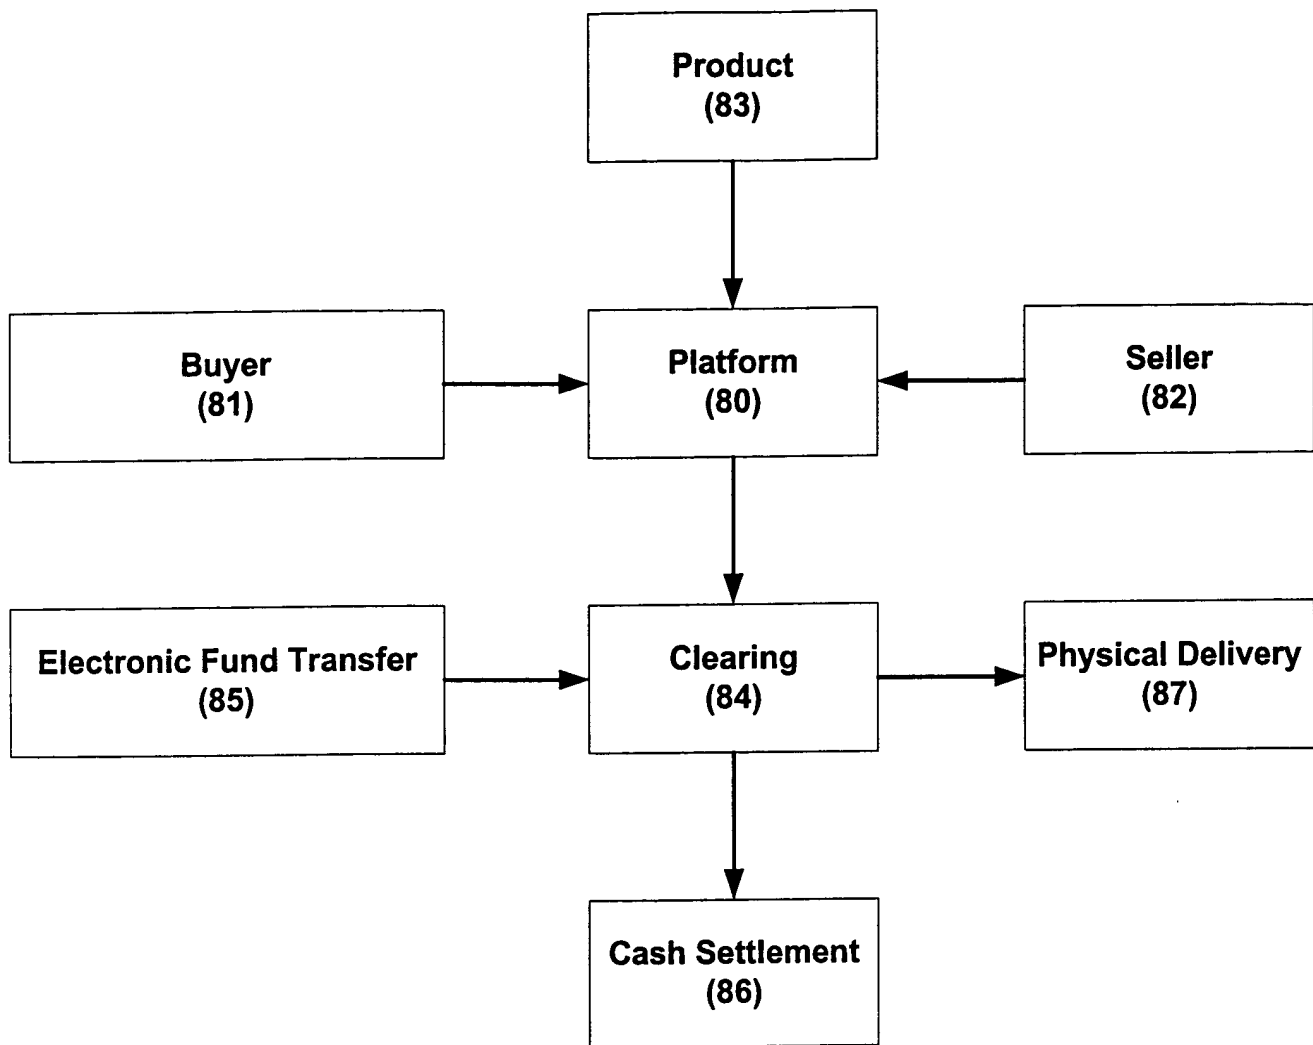 Product
(83)
Buyer
(81)
Platform
(80)
Seller
(82)
Electronic Fund Transfer
(85)
Clearing
(84)
Physical Delivery
(87)
Cash Settlement
(86)